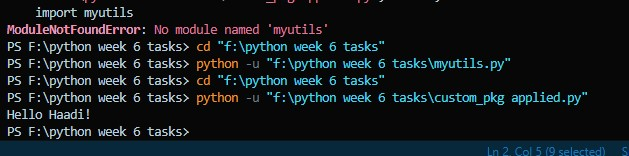 import myutils
ModuleNotFoundError: No module named 'myutils'
PS F:\python week 6 tasks> cd "f:\python week 6 tasks"
PS F:\python week 6 tasks> python -u "f:\python week 6 tasks\myutils.py"
PS F:\python week 6 tasks> cd "f:\python week 6 tasks"
PS F:\python week 6 tasks> python -u "f:\python week 6 tasks\custom_pkg applied.py"
Hello Haadi!
PS F:\python week 6 tasks>
Ln 2, Col 5 (9 selected)